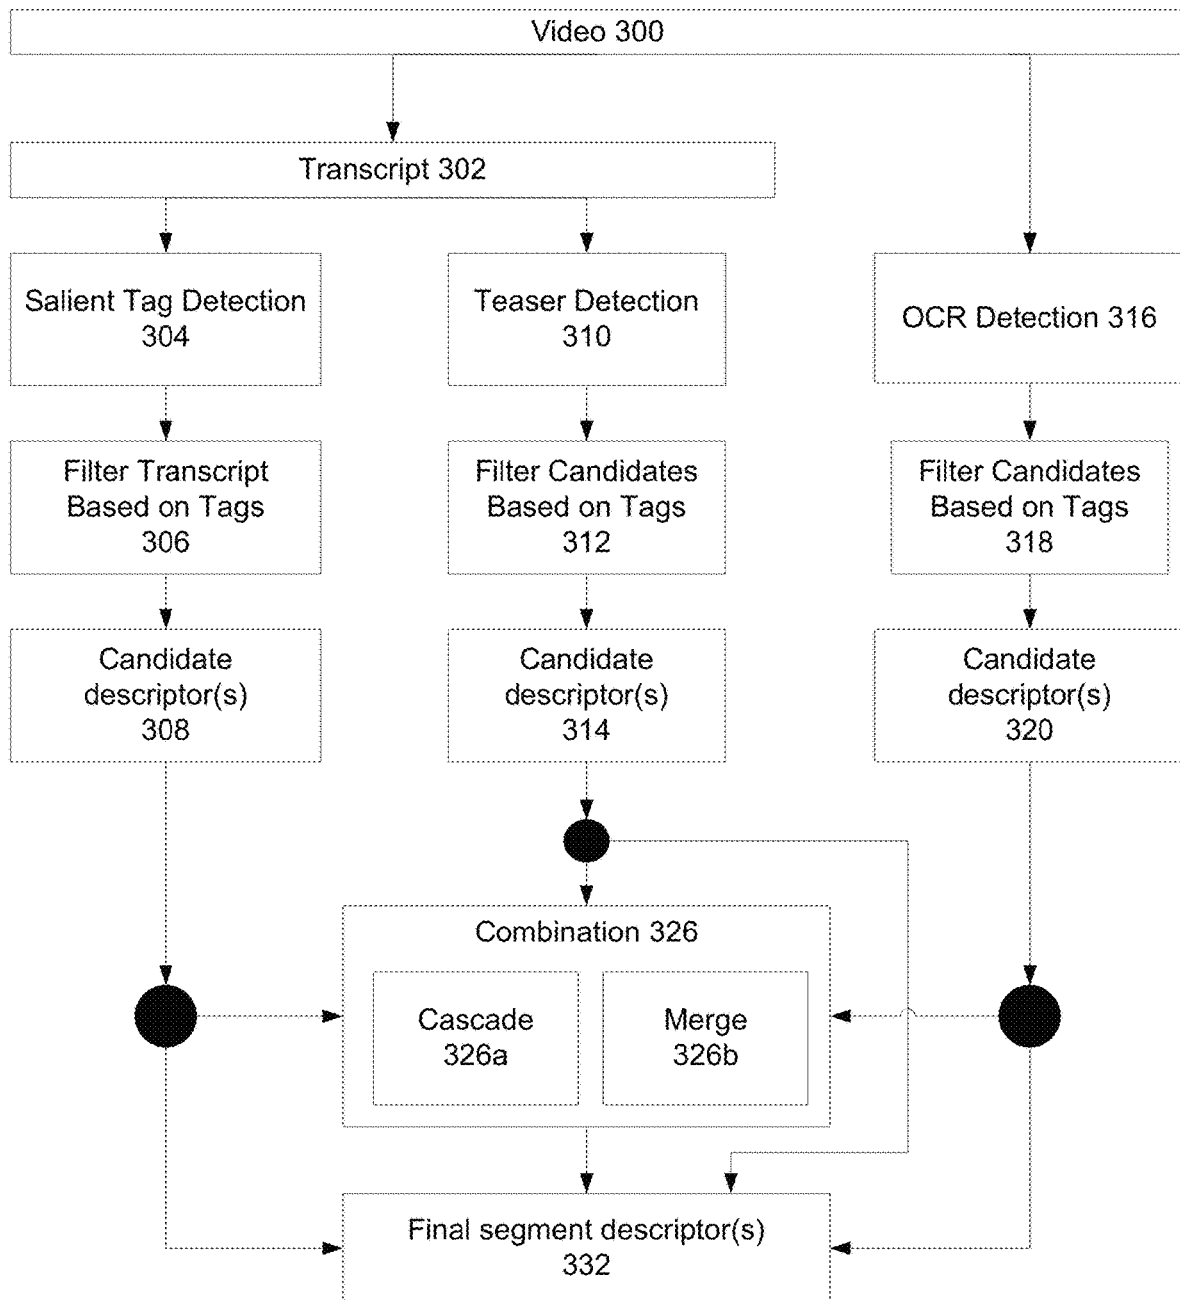 Video 300
Transcript 302
Salient Tag Detection
304
Teaser Detection
310
OCR Detection 316
Filter Transcript
Based on Tags
306
Filter Candidates
Based on Tags
312
Filter Candidates
Based on Tags
318
Candidate
descriptor(s)
308
Candidate
descriptor(s)
314
Candidate
descriptor(s)
320
Combination 326
Cascade
326a
Merge
326b
Final segment descriptor(s)
332